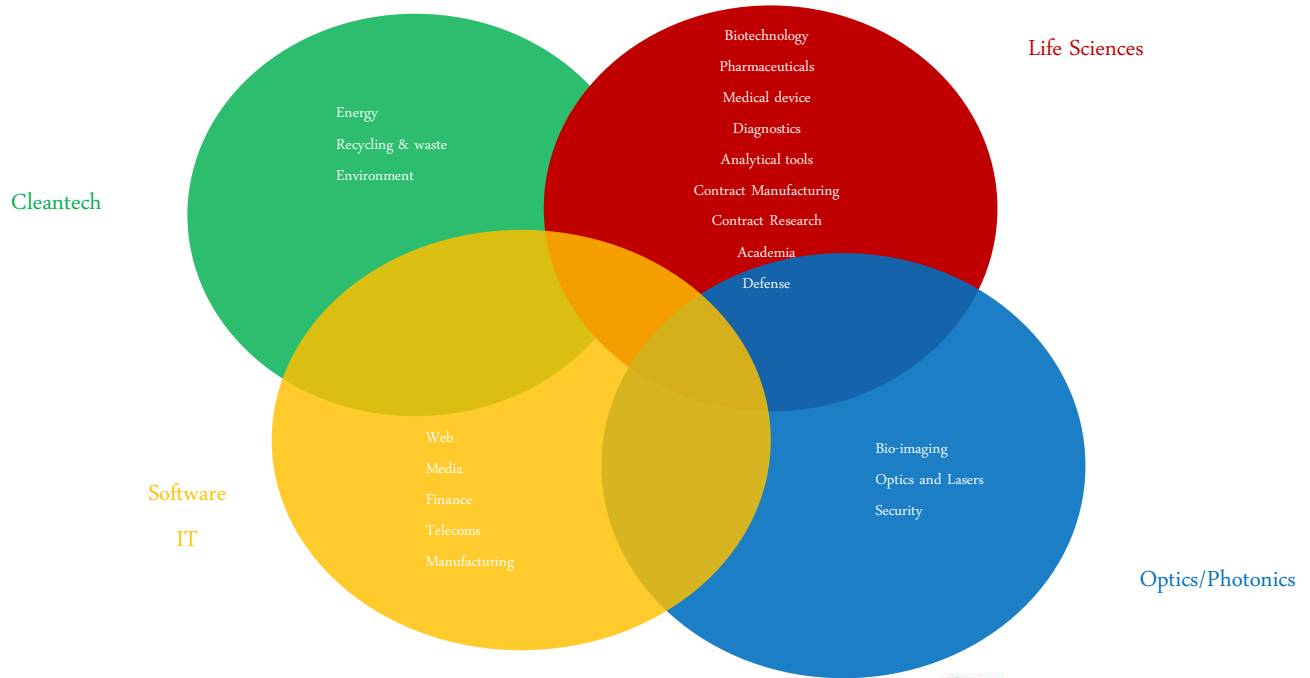 Cleantech
Energy
Recycling & waste
Environment
Life Sciences
Biotechnology
Pharmaceuticals
Medical device
Diagnostics
Analytical tools
Contract Manufacturing
Contract Research
Academia
Defense
Software
IT
Web
Media
Finance
Telecoms
Manufacturing
Bio-imaging
Optics and Lasers
Security
Optics/Photonics